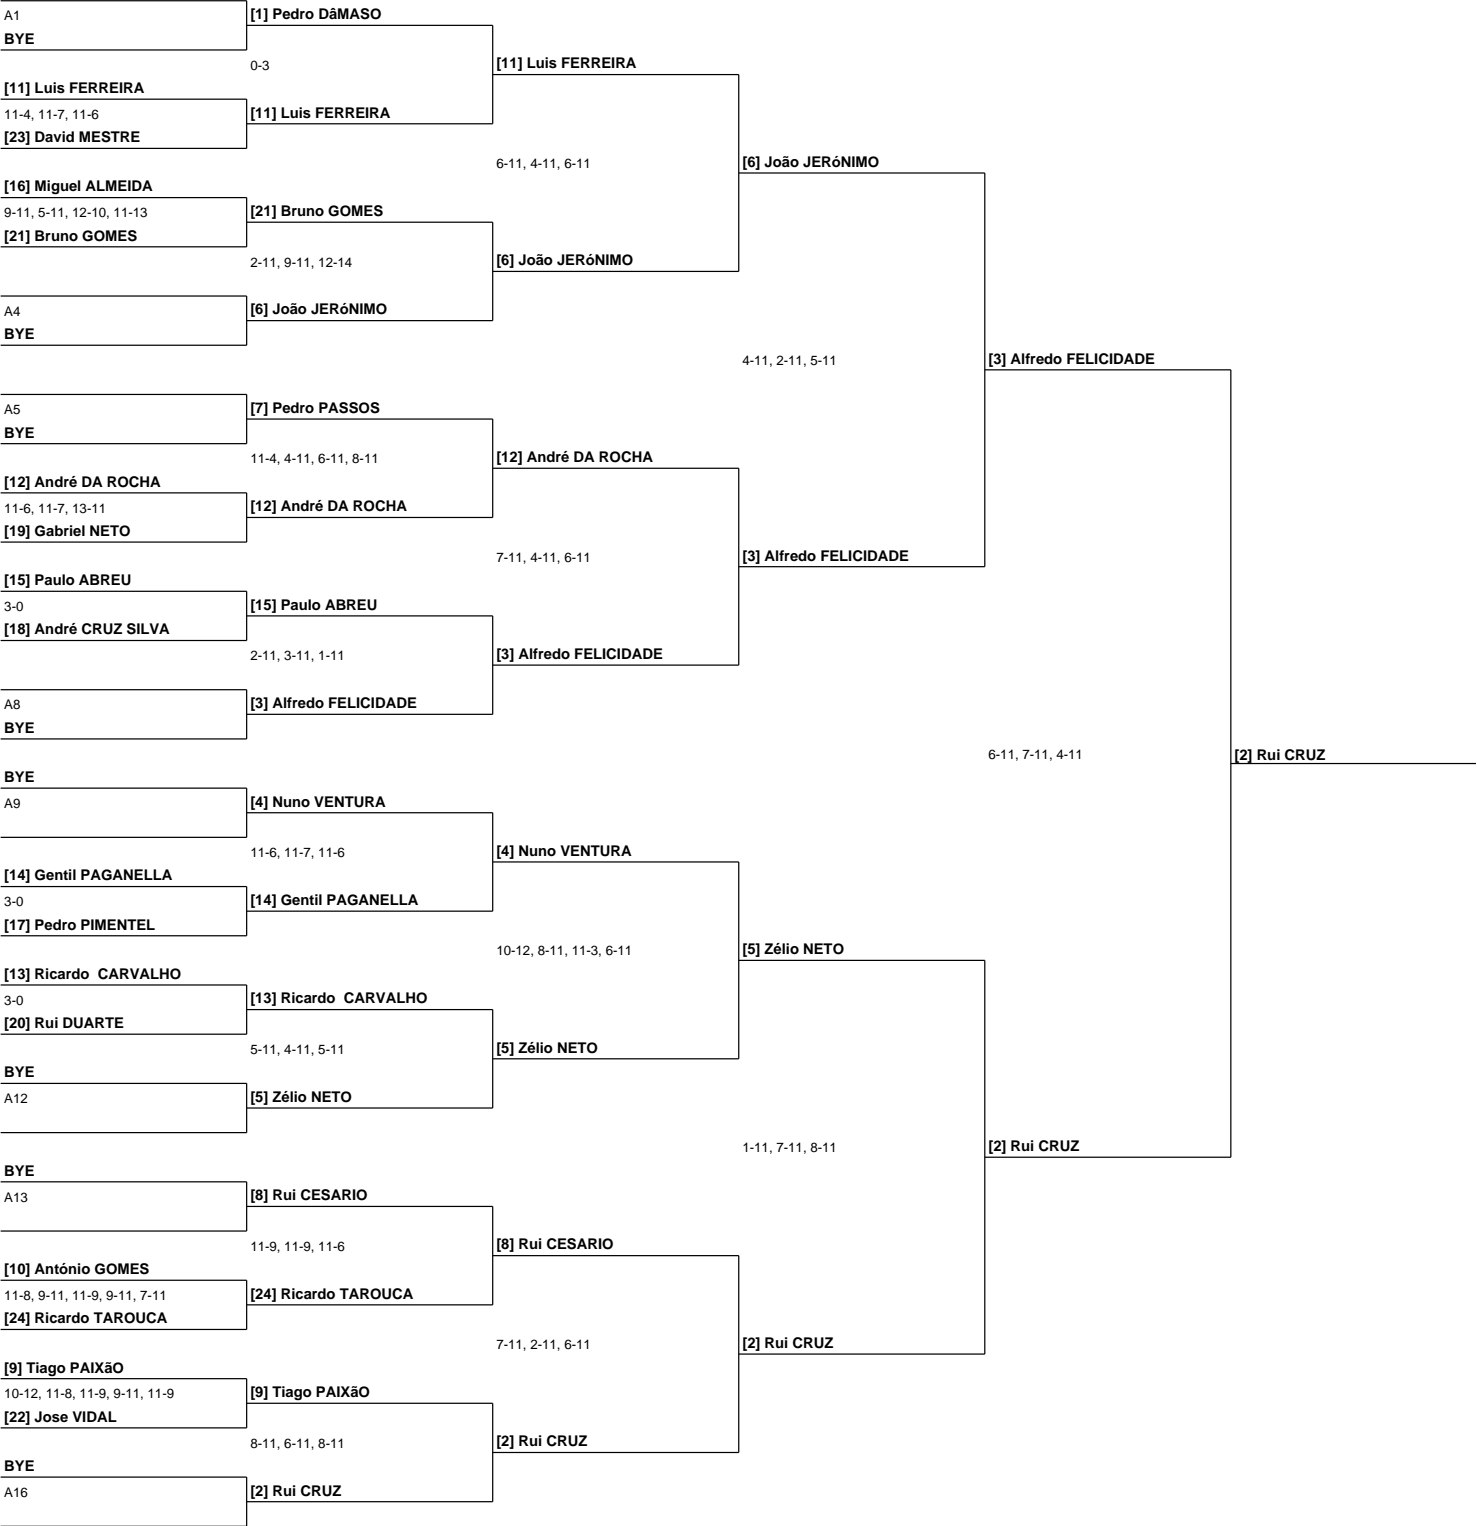 A1
BYE
[1] Pedro DâMASO
0-3
[11] Luis FERREIRA
11-4, 11-7, 11-6
[23] David MESTRE
[11] Luis FERREIRA
[11] Luis FERREIRA
6-11, 4-11, 6-11
[16] Miguel ALMEIDA
9-11, 5-11, 12-10, 11-13
[21] Bruno GOMES
[21] Bruno GOMES
2-11, 9-11, 12-14
[6] João JERóNIMO
A4
BYE
[6] João JERóNIMO
[6] João JERóNIMO
4-11, 2-11, 5-11
A5
BYE
[7] Pedro PASSOS
11-4, 4-11, 6-11, 8-11
[12] André DA ROCHA
11-6, 11-7, 13-11
[19] Gabriel NETO
[12] André DA ROCHA
[12] André DA ROCHA
7-11, 4-11, 6-11
[15] Paulo ABREU
3-0
[18] André CRUZ SILVA
[15] Paulo ABREU
2-11, 3-11, 1-11
[3] Alfredo FELICIDADE
A8
BYE
[3] Alfredo FELICIDADE
[3] Alfredo FELICIDADE
[3] Alfredo FELICIDADE
6-11, 7-11, 4-11
[2] Rui CRUZ
BYE
A9
[4] Nuno VENTURA
11-6, 11-7, 11-6
[14] Gentil PAGANELLA
3-0
[17] Pedro PIMENTEL
[14] Gentil PAGANELLA
[4] Nuno VENTURA
10-12, 8-11, 11-3, 6-11
[13] Ricardo  CARVALHO
3-0
[20] Rui DUARTE
[13] Ricardo  CARVALHO
5-11, 4-11, 5-11
[5] Zélio NETO
BYE
A12
[5] Zélio NETO
[5] Zélio NETO
1-11, 7-11, 8-11
[2] Rui CRUZ
BYE
A13
[8] Rui CESARIO
11-9, 11-9, 11-6
[10] António GOMES
11-8, 9-11, 11-9, 9-11, 7-11
[24] Ricardo TAROUCA
[24] Ricardo TAROUCA
[8] Rui CESARIO
7-11, 2-11, 6-11
[2] Rui CRUZ
[9] Tiago PAIXãO
10-12, 11-8, 11-9, 9-11, 11-9
[22] Jose VIDAL
[9] Tiago PAIXãO
8-11, 6-11, 8-11
[2] Rui CRUZ
BYE
A16
[2] Rui CRUZ